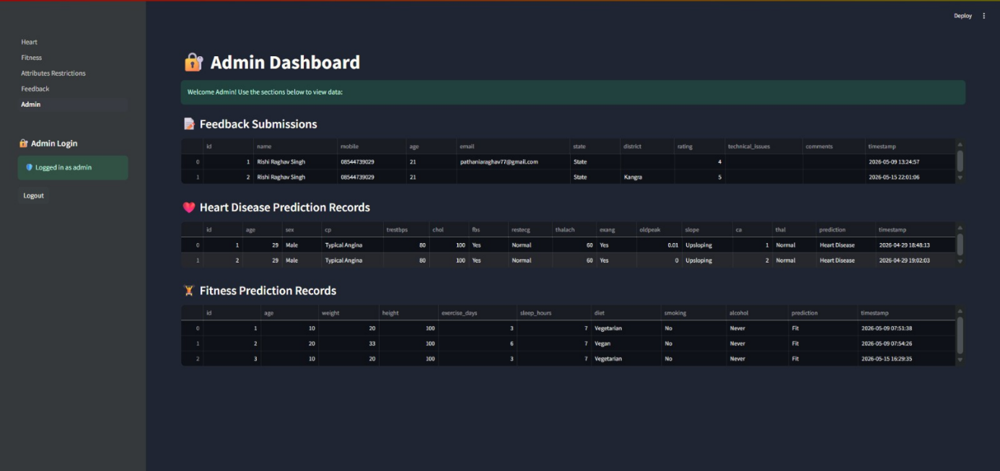 Deploy
Heart
Fitness
Attributes Restrictions
Feedback
Admin
Admin Login
Logged in as admin
Logout
Admin Dashboard
Welcome Admin! Use the sections below to view data:
Feedback Submissions
id name mobile age email state district rating technical_issues comments timestamp
0 1 Rishi Raghav Singh 08544739029 21 pathaniaraghav77@gmail.com State 4 2026-05-09 13:24:57
1 2 Rishi Raghav Singh 08544739029 21 State Kangra 5 2026-05-15 22:01:06
Heart Disease Prediction Records
id age sex cp trestbps chol fbs restecg thalach exang oldpeak slope ca thal prediction timestamp
0 1 29 Male Typical Angina 80 100 Yes Normal 60 Yes 0.01 Upsloping 1 Normal Heart Disease 2026-04-29 18:48:13
1 2 29 Male Typical Angina 80 100 Yes Normal 60 Yes 0 Upsloping 2 Normal Heart Disease 2026-04-29 19:02:03
Fitness Prediction Records
id age weight height exercise_days sleep_hours diet smoking alcohol prediction timestamp
0 1 10 20 100 3 7 Vegetarian No Never Fit 2026-05-09 07:51:38
1 2 20 33 100 6 7 Vegan No Never Fit 2026-05-09 07:54:26
2 3 10 20 100 3 7 Vegetarian No Never Fit 2026-05-15 16:29:35